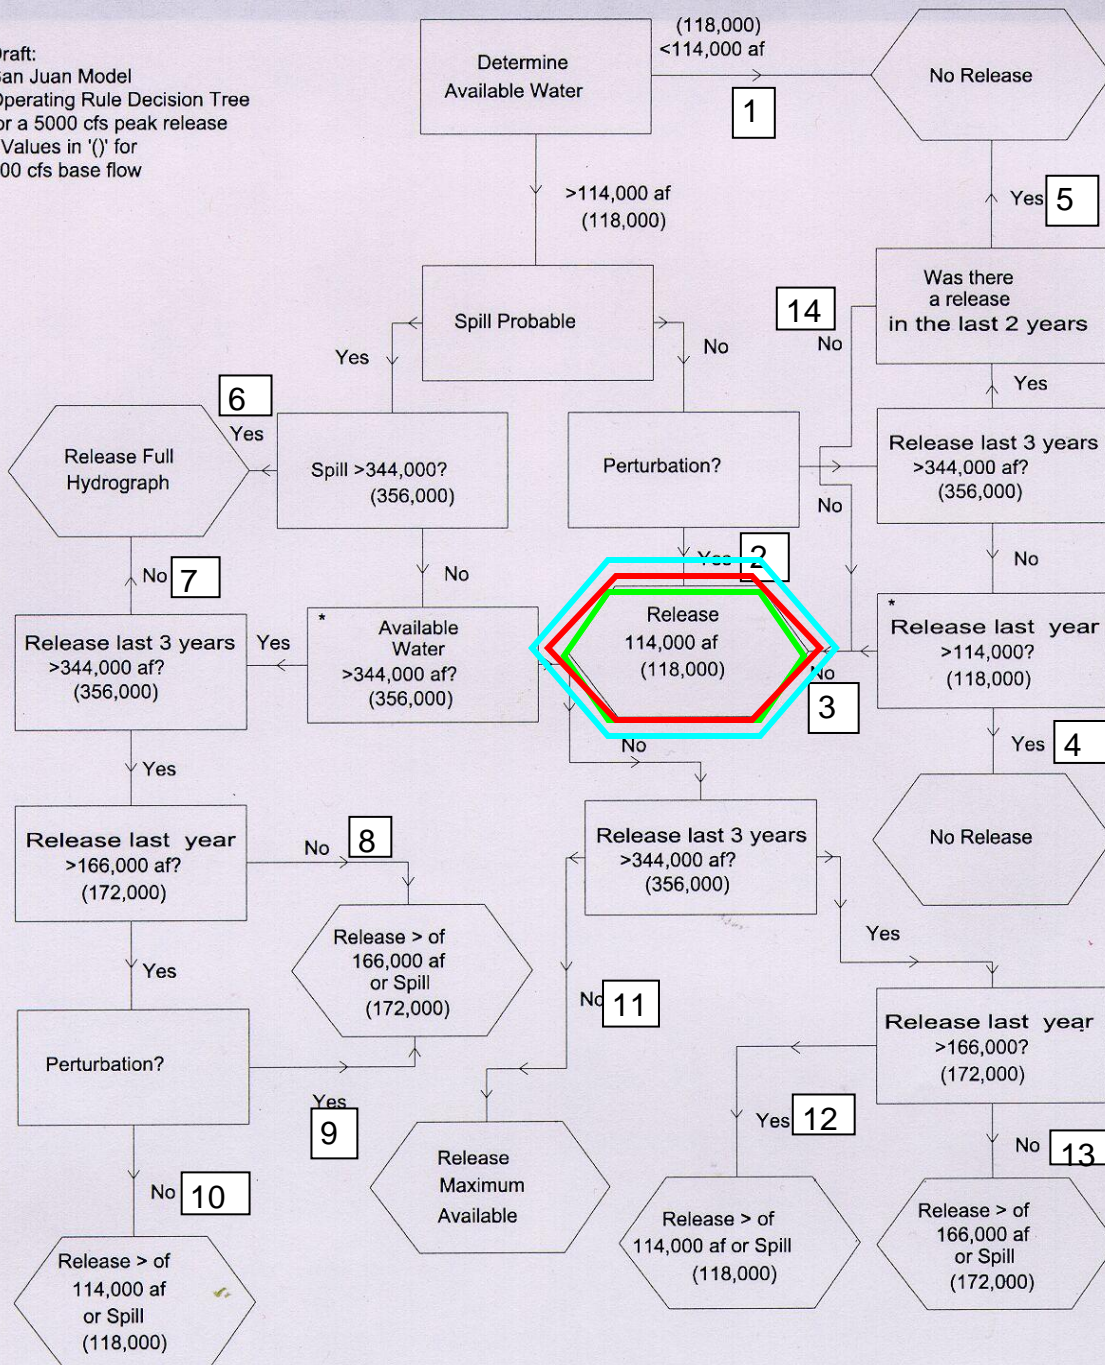 raft:
an Juan Model
perating Rule Decision Tree
or a 5000 cfs peak release
Values in '()' for
00 cfs base flow
Determine
Available Water
(118,000)
<114,000 af
1
No Release
>114,000 af
(118,000)
Yes
5
Was there
a release
in the last 2 years
14
No
Spill Probable
Yes
No
Yes
6
Yes
Release Full
Hydrograph
Spill >344,000?
(356,000)
Perturbation?
Release last 3 years
>344,000 af?
(356,000)
No
No
7
No
Yes
2
No
Release last 3 years
>344,000 af?
(356,000)
Yes
*
Available
Water
>344,000 af?
(356,000)
Release
114,000 af
(118,000)
*
Release last year
>114,000?
(118,000)
No
3
No
Yes
4
Yes
Release last year
>166,000 af?
(172,000)
No
8
Release last 3 years
>344,000 af?
(356,000)
No Release
Release > of
166,000 af
or Spill
(172,000)
Yes
Yes
No
11
Release last year
>166,000?
(172,000)
Perturbation?
Yes
9
Yes
12
No
13
Release
Maximum
Available
No
10
Release > of
114,000 af or Spill
(118,000)
Release > of
166,000 af
or Spill
(172,000)
Release > of
114,000 af
or Spill
(118,000)